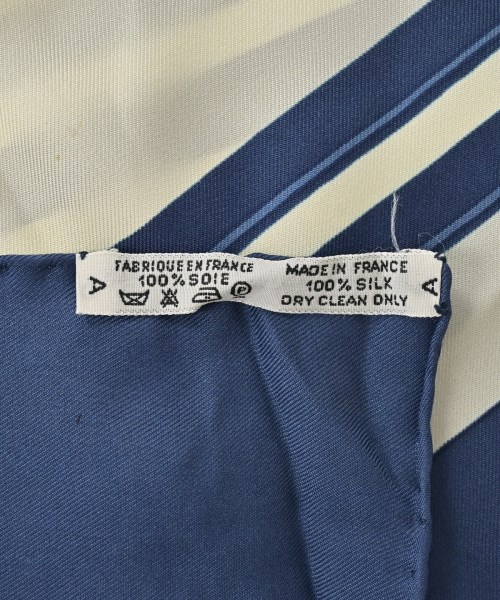 A
FABRIQUE EN FRANCE
100% SOIE
P
MADE IN FRANCE
100% SILK
DRY CLEAN ONLY
A